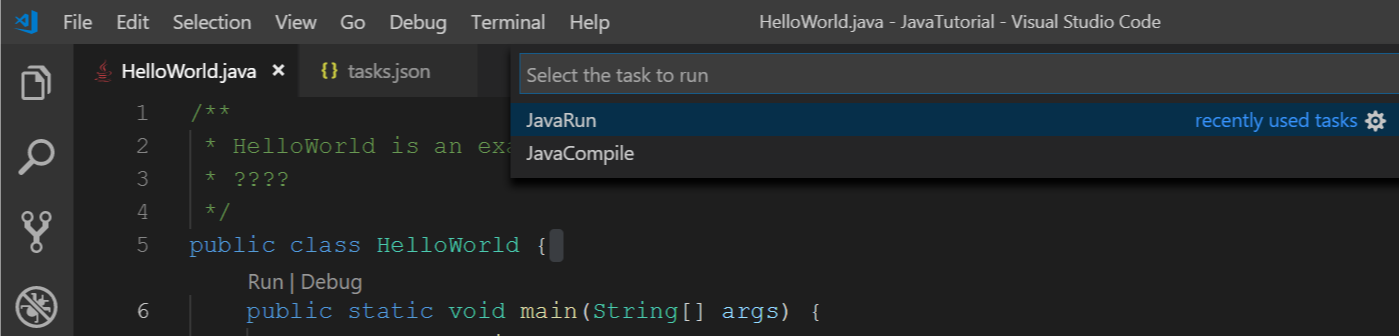 File Edit Selection View Go Debug Terminal Help HelloWorld.java - JavaTutorial - Visual Studio Code
HelloWorld.java × {} tasks.json
Select the task to run
JavaRun recently used tasks
JavaCompile
1 /**
2 * HelloWorld is an exa
3 * ????
4 */
5 public class HelloWorld {
Run | Debug
6 public static void main(String[] args) {